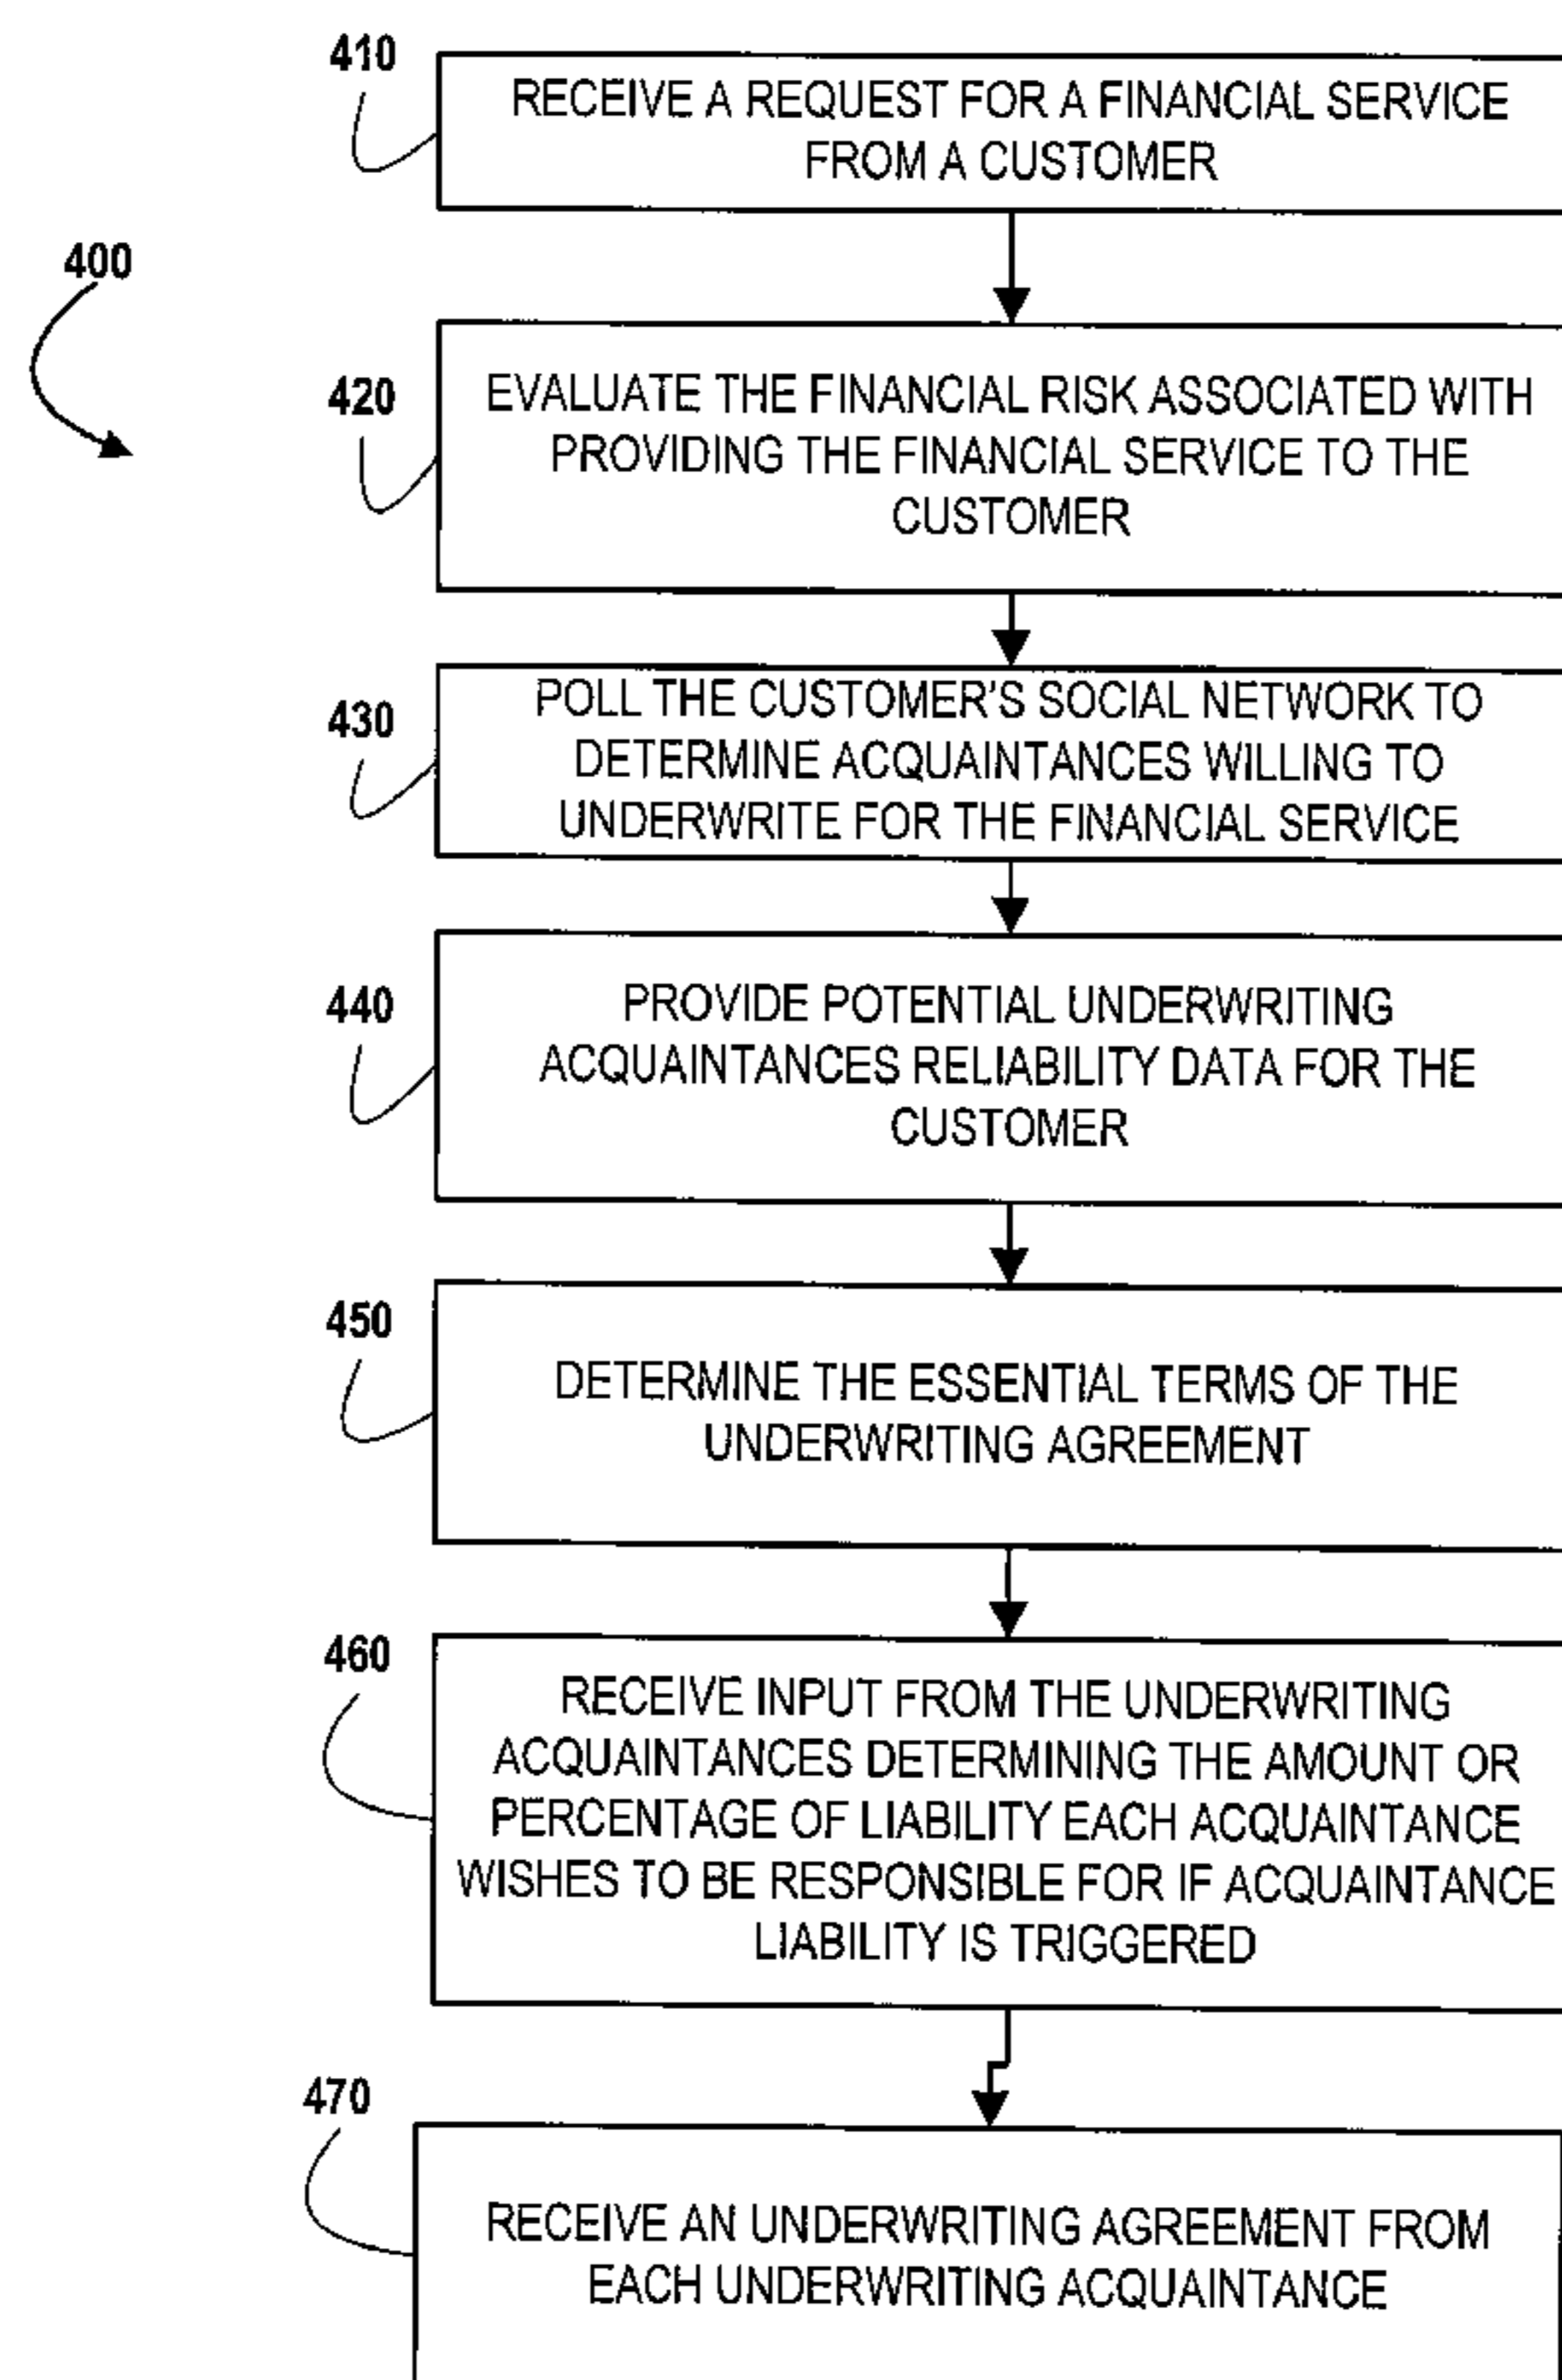 410
RECEIVE A REQUEST FOR A FINANCIAL SERVICE
FROM A CUSTOMER
400
420
EVALUATE THE FINANCIAL RISK ASSOCIATED WITH
PROVIDING THE FINANCIAL SERVICE TO THE
CUSTOMER
430
POLL THE CUSTOMER'S SOCIAL NETWORK TO
DETERMINE ACQUAINTANCES WILLING TO
UNDERWRITE FOR THE FINANCIAL SERVICE
440
PROVIDE POTENTIAL UNDERWRITING
ACQUAINTANCES RELIABILITY DATA FOR THE
CUSTOMER
450
DETERMINE THE ESSENTIAL TERMS OF THE
UNDERWRITING AGREEMENT
460
RECEIVE INPUT FROM THE UNDERWRITING
ACQUAINTANCES DETERMINING THE AMOUNT OR
PERCENTAGE OF LIABILITY EACH ACQUAINTANCE
WISHES TO BE RESPONSIBLE FOR IF ACQUAINTANCE
LIABILITY IS TRIGGERED
470
RECEIVE AN UNDERWRITING AGREEMENT FROM
EACH UNDERWRITING ACQUAINTANCE